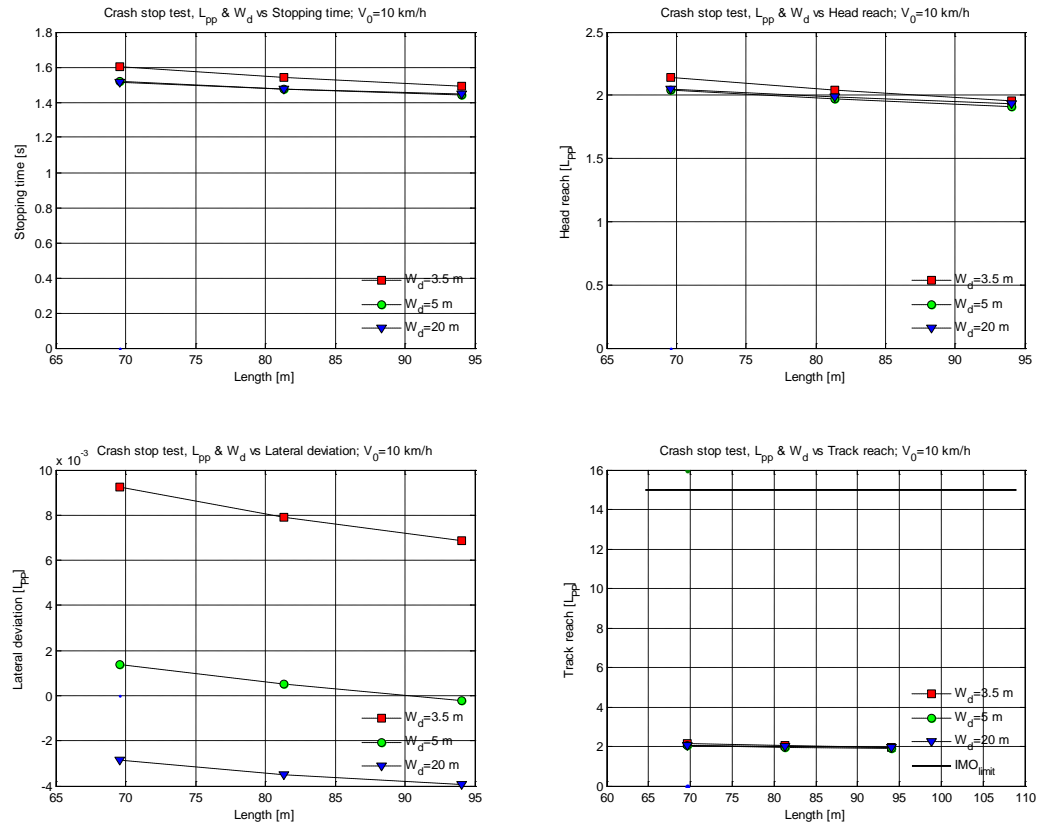 Crash stop test, Lpp & Wd vs Stopping time; V0=10 km/h
1.8
1.6
1.4
1.2
1
0.8
0.6
0.4
0.2
0
Stopping time [s]
Wd=3.5 m
Wd=5 m
Wd=20 m
65 70 75 80 85 90 95
Length [m]
Crash stop test, Lpp & Wd vs Head reach; V0=10 km/h
2.5
2
1.5
1
0.5
0
Head reach [Lpp]
Wd=3.5 m
Wd=5 m
Wd=20 m
65 70 75 80 85 90 95
Length [m]
Crash stop test, Lpp & Wd vs Lateral deviation; V0=10 km/h
x 10-3
10
8
6
4
2
0
-2
-4
Lateral deviation [Lpp]
Wd=3.5 m
Wd=5 m
Wd=20 m
65 70 75 80 85 90 95
Length [m]
Crash stop test, Lpp & Wd vs Track reach; V0=10 km/h
16
14
12
10
8
6
4
2
0
Track reach [Lpp]
Wd=3.5 m
Wd=5 m
Wd=20 m
IMOlimit
60 65 70 75 80 85 90 95 100 105 110
Length [m]